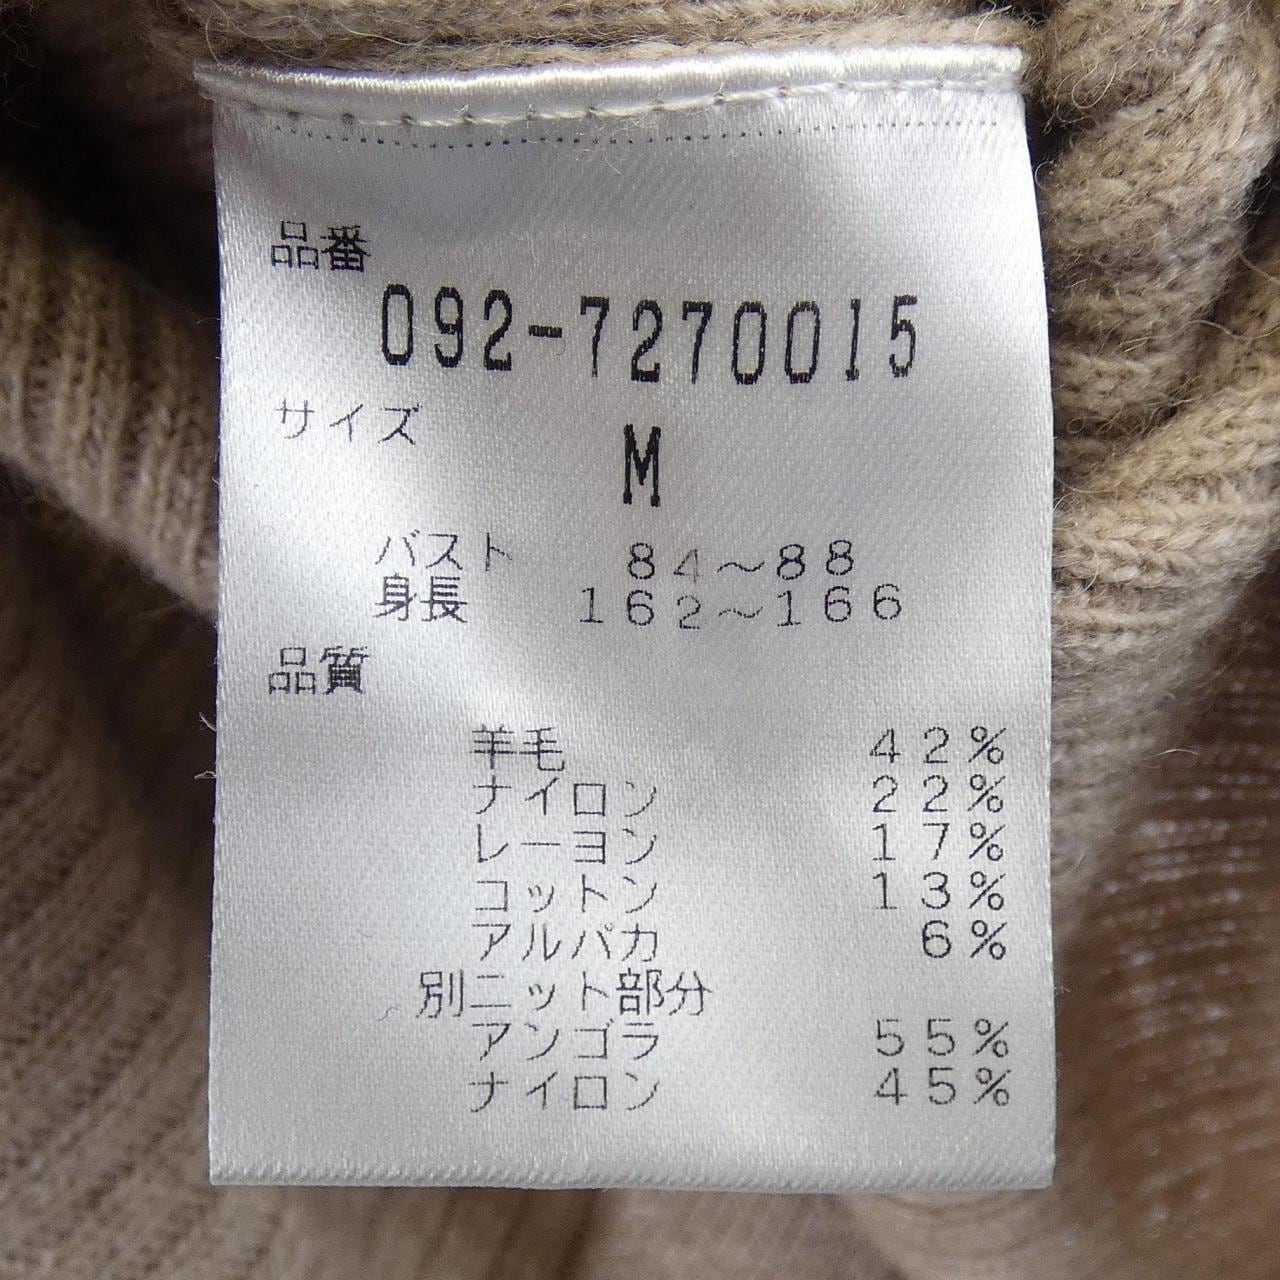 品番
092-7270015
サイズ
M
バスト 84～88
身長 162～166
品質
羊毛 42%
ナイロン 22%
レーヨン 17%
コットン 13%
アルパカ 6%
別ニット部分
アンゴラ 55%
ナイロン 45%